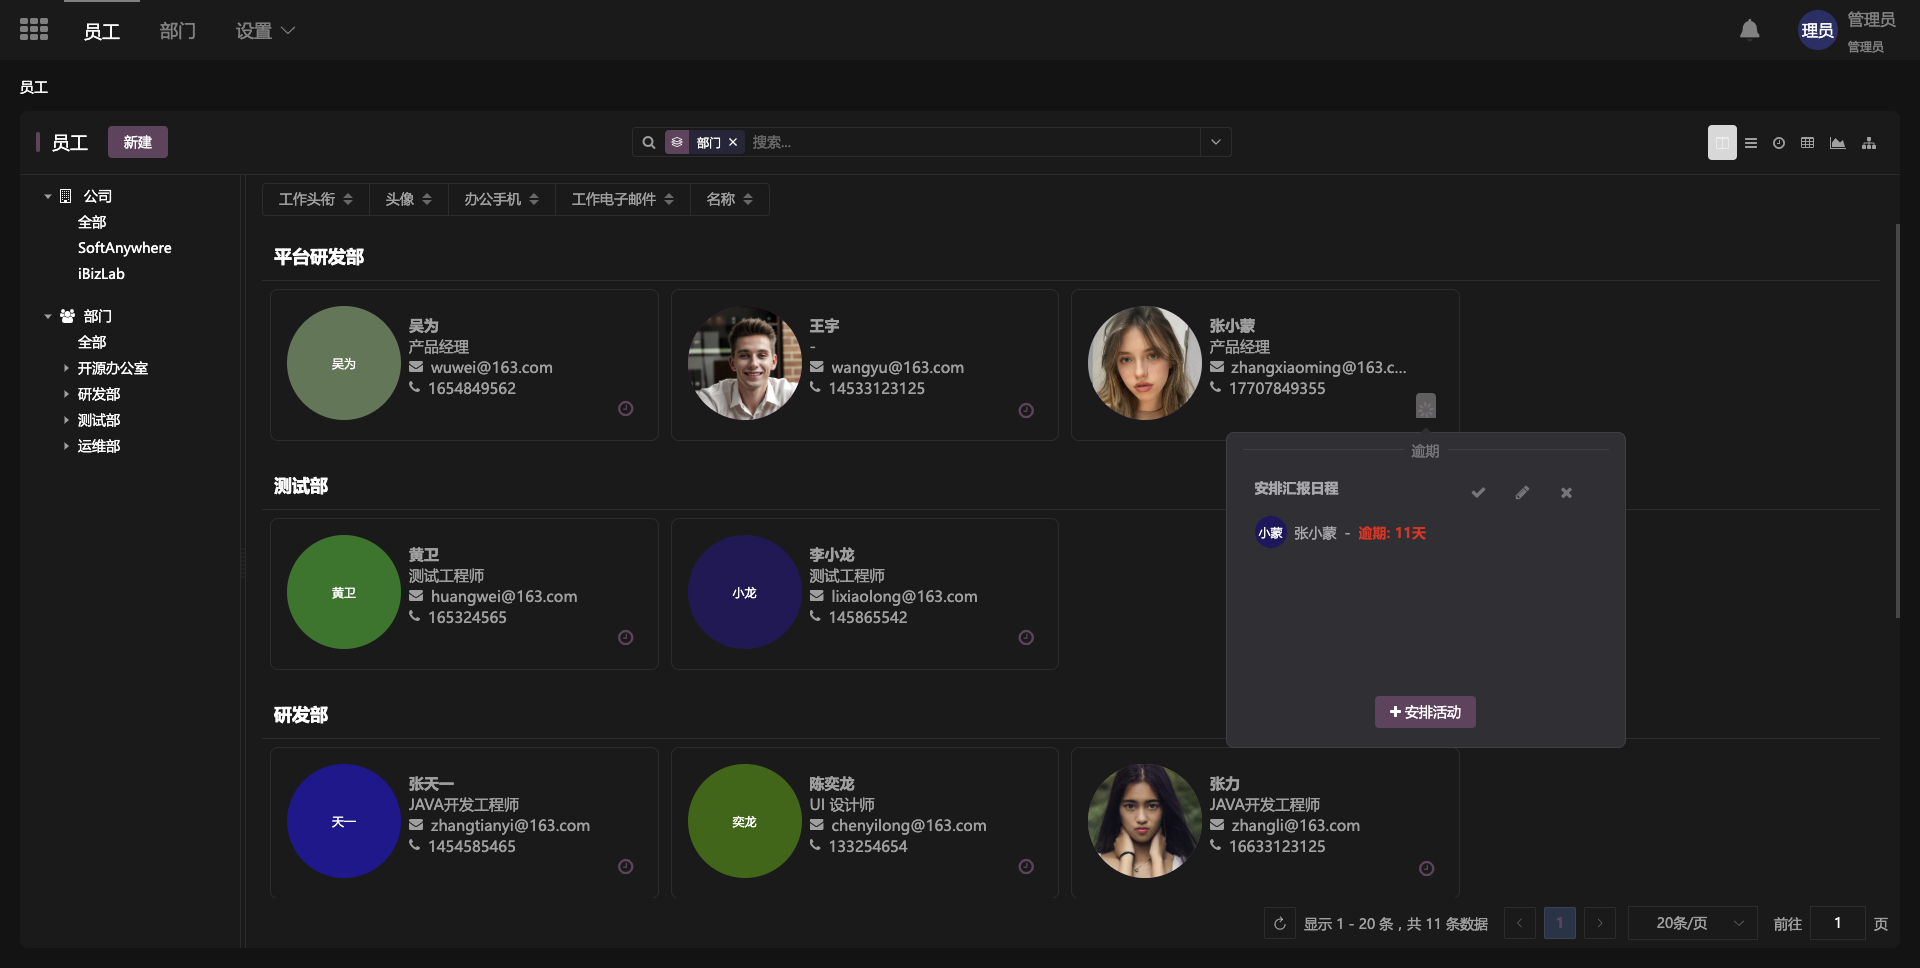 员工 部门 设置
理员 管理员
管理员
员工
员工 新建 部门 搜索...
公司
全部
SoftAnywhere
iBizLab
部门
全部
开源办公室
研发部
测试部
运维部
工作头衔 头像 办公手机 工作电子邮件 名称
平台研发部
吴为
吴为
产品经理
wuwei@163.com
1654849562
王宇
-
wangyu@163.com
14533123125
张小蒙
产品经理
zhangxiaoming@163.c...
17707849355
逾期
安排汇报日程
小蒙 张小蒙 - 逾期: 11天
安排活动
测试部
黄卫
黄卫
测试工程师
huangwei@163.com
165324565
小龙
李小龙
测试工程师
lixiaolong@163.com
145865542
研发部
天一
张天一
JAVA开发工程师
zhangtianyi@163.com
1454585465
奕龙
陈奕龙
UI 设计师
chenyilong@163.com
133254654
张力
JAVA开发工程师
zhangli@163.com
16633123125
显示 1 - 20 条，共 11 条数据 1 20条/页 前往 1 页